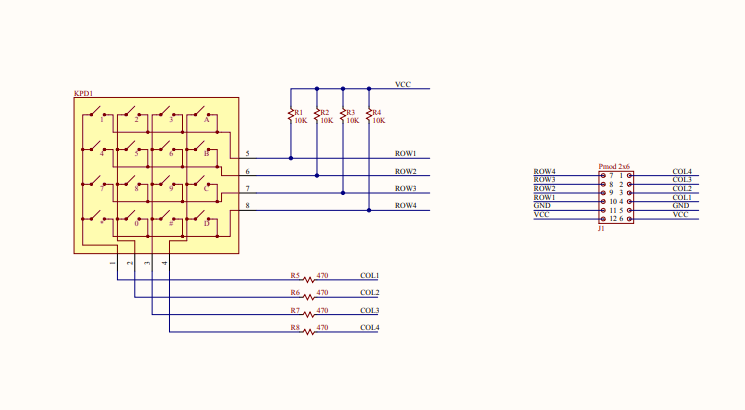 KPD1
VCC
1 2 3 A
R1 R2 R3 R4
10K 10K 10K 10K
4 5 6 B
5 ROW1
6 ROW2
7 8 9 C
7 ROW3
8 ROW4
* 0 # D
1 2 3 4
R5 470 COL1
R6 470 COL2
R7 470 COL3
R8 470 COL4
Pmod 2x6
ROW4 7 1 COL4
ROW3 8 2 COL3
ROW2 9 3 COL2
ROW1 10 4 COL1
GND 11 5 GND
VCC 12 6 VCC
J1